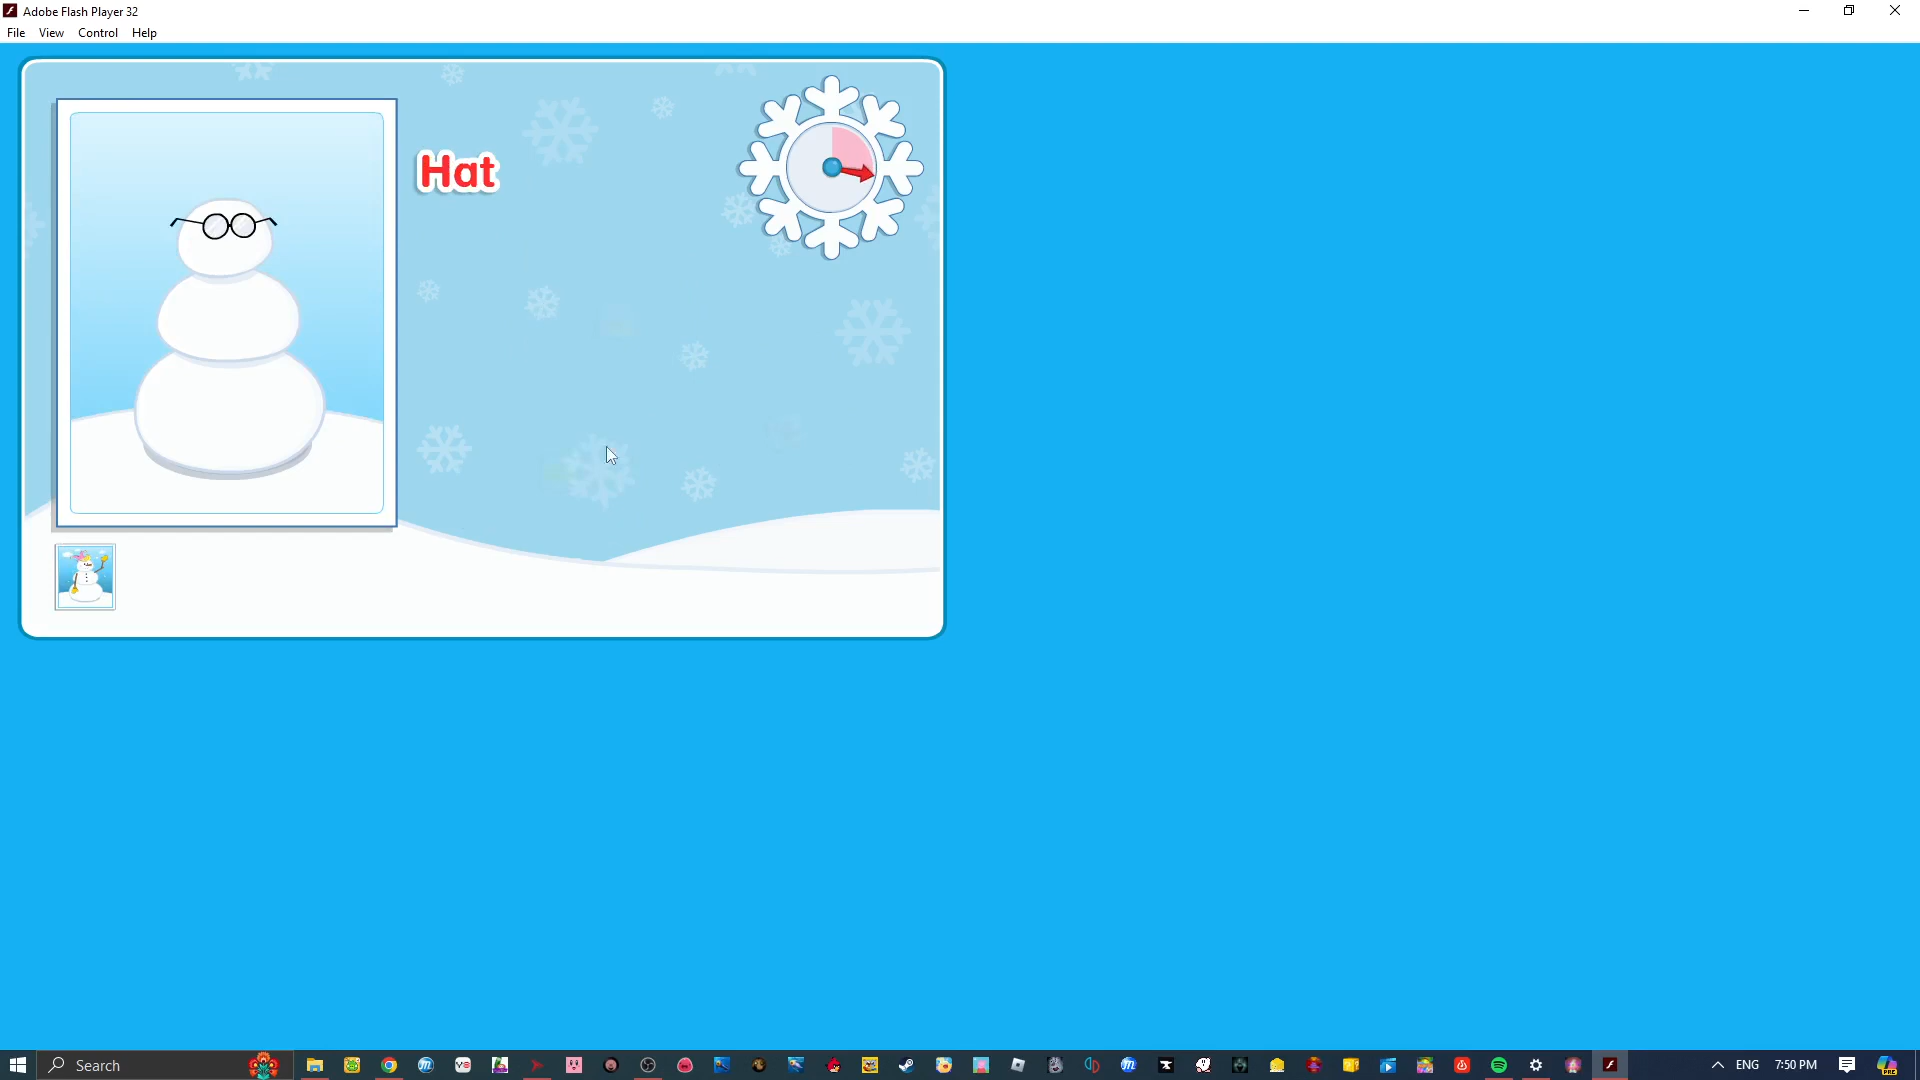 Adobe Flash Player 32
File View Control Help
Hat
Search
ENG 7:50 PM